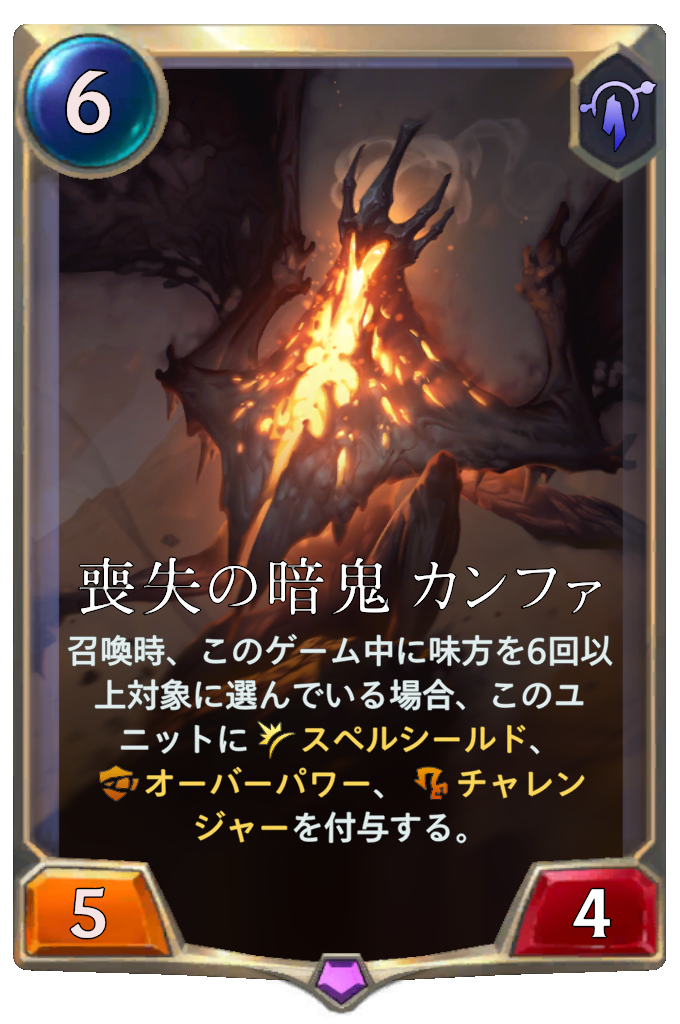 6
喪失の暗鬼 カンファ
召喚時、このゲーム中に味方を6回以
上対象に選んでいる場合、このユ
ニットにスペルシールド、
オーバーパワー、チャレン
ジャーを付与する。
5
4